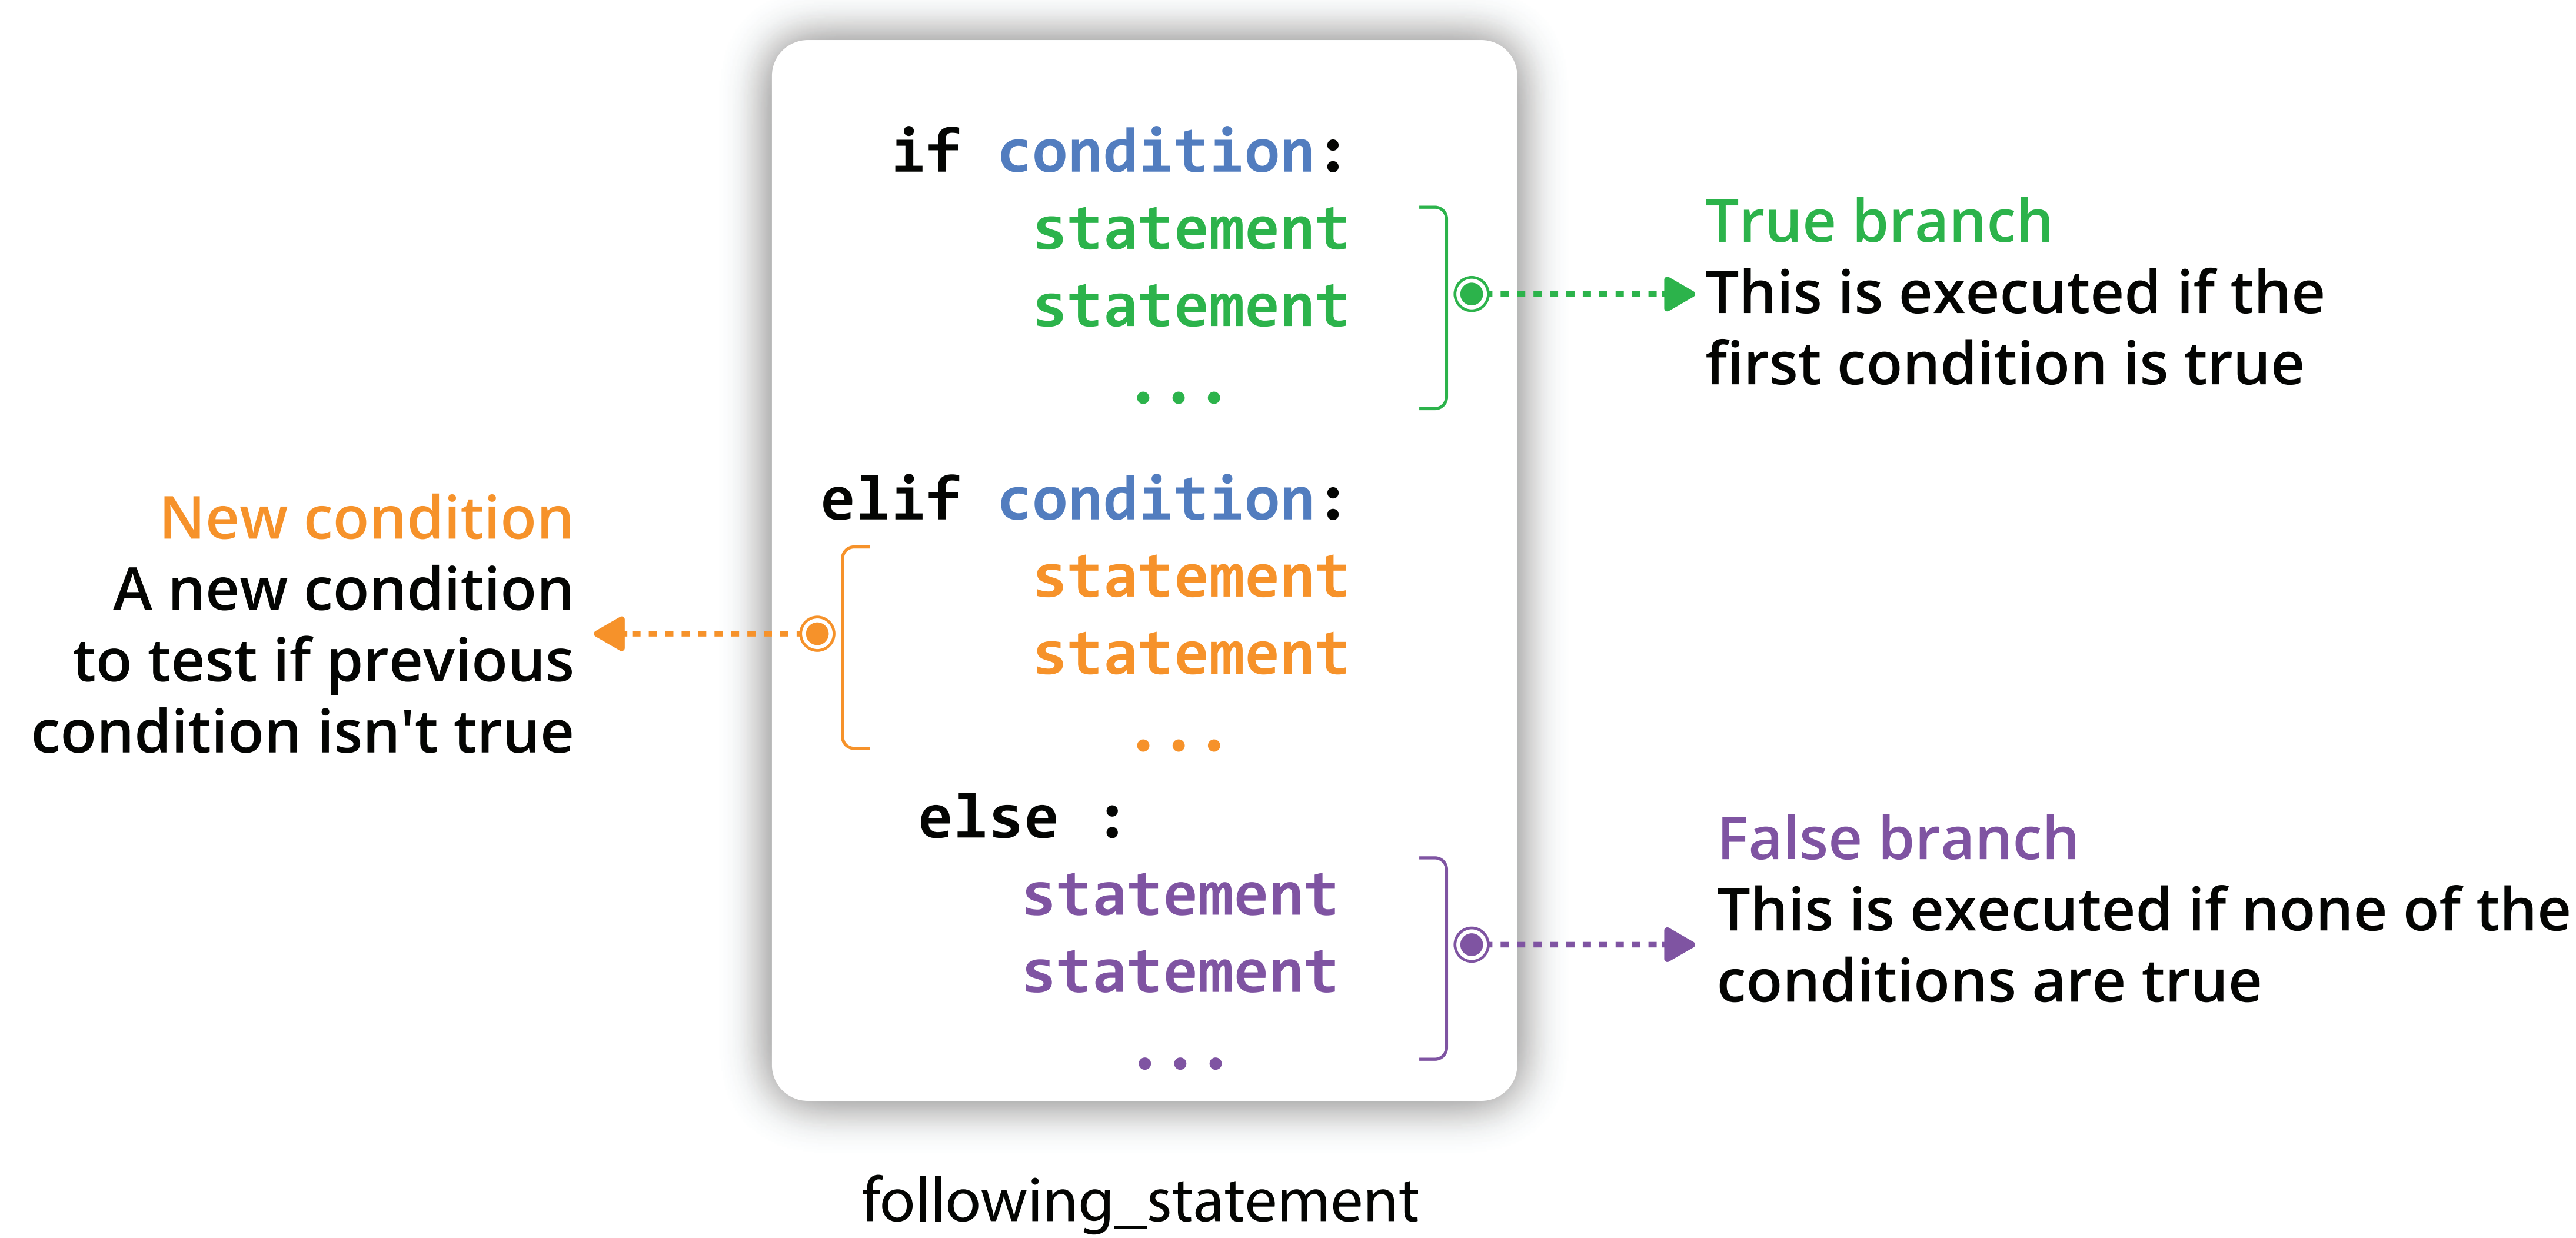 if condition:
statement
statement
...
True branch
This is executed if the
first condition is true
elif condition:
statement
statement
...
New condition
A new condition
to test if previous
condition isn't true
else :
statement
statement
...
False branch
This is executed if none of the
conditions are true
following_statement